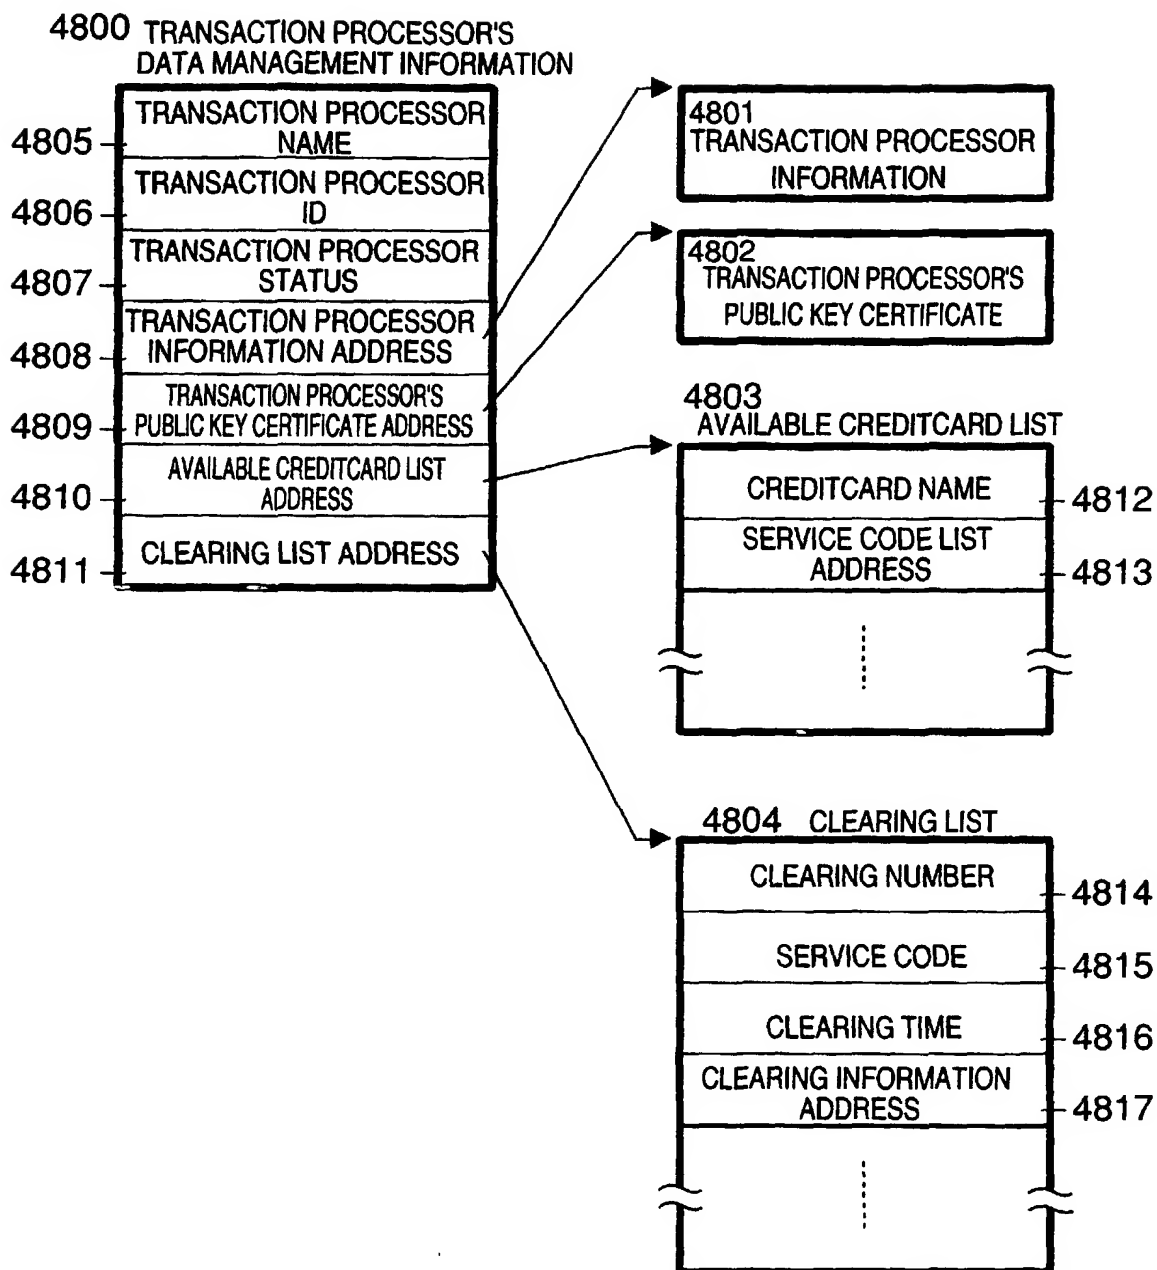 4800 TRANSACTION PROCESSOR'S
DATA MANAGEMENT INFORMATION
4805
TRANSACTION PROCESSOR
NAME
4806
TRANSACTION PROCESSOR
ID
4807
TRANSACTION PROCESSOR
STATUS
4808
TRANSACTION PROCESSOR
INFORMATION ADDRESS
4809
TRANSACTION PROCESSOR'S
PUBLIC KEY CERTIFICATE ADDRESS
4810
AVAILABLE CREDITCARD LIST
ADDRESS
4811
CLEARING LIST ADDRESS
4801
TRANSACTION PROCESSOR
INFORMATION
4802
TRANSACTION PROCESSOR'S
PUBLIC KEY CERTIFICATE
4803
AVAILABLE CREDITCARD LIST
CREDITCARD NAME
4812
SERVICE CODE LIST
ADDRESS
4813
4804 CLEARING LIST
CLEARING NUMBER
4814
SERVICE CODE
4815
CLEARING TIME
4816
CLEARING INFORMATION
ADDRESS
4817